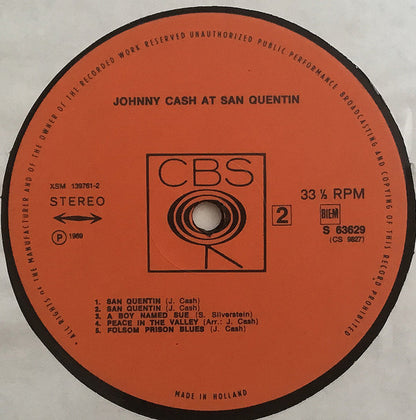 ALL RIGHTS OF THE MANUFACTURER AND OF THE OWNER OF THE RECORDED WORK RESERVED UNAUTHORIZED PUBLIC PERFORMANCE BROADCASTING AND COPYING OF THIS RECORD PROHIBITED
JOHNNY CASH AT SAN QUENTIN
CBS
XSM 139761-2
STEREO
33 ⅓ RPM
2
BIEM
S 63629
(CS 9827)
℗ 1969
1. SAN QUENTIN (J. Cash)
2. SAN QUENTIN (J. Cash)
3. A BOY NAMED SUE (S. Silverstein)
4. PEACE IN THE VALLEY (Arr.: J. Cash)
5. FOLSOM PRISON BLUES (J. Cash)
MADE IN HOLLAND